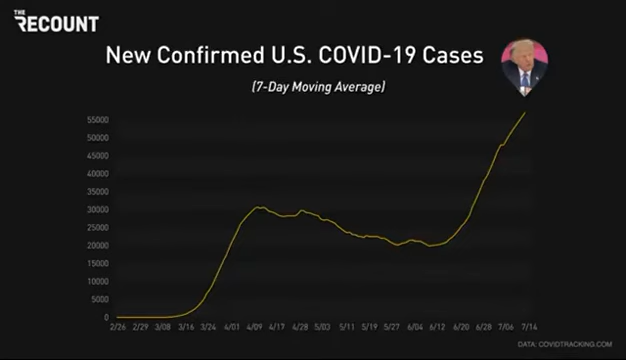 THE
RECOUNT
New Confirmed U.S. COVID-19 Cases
(7-Day Moving Average)
55000
50000
45000
40000
35000
30000
25000
20000
15000
10000
5000
0
2/26 2/29 3/08 3/16 3/24 4/01 4/09 4/17 4/28 5/03 5/11 5/19 5/27 6/04 6/12 6/20 6/28 7/06 7/14
DATA: COVIDTRACKING.COM